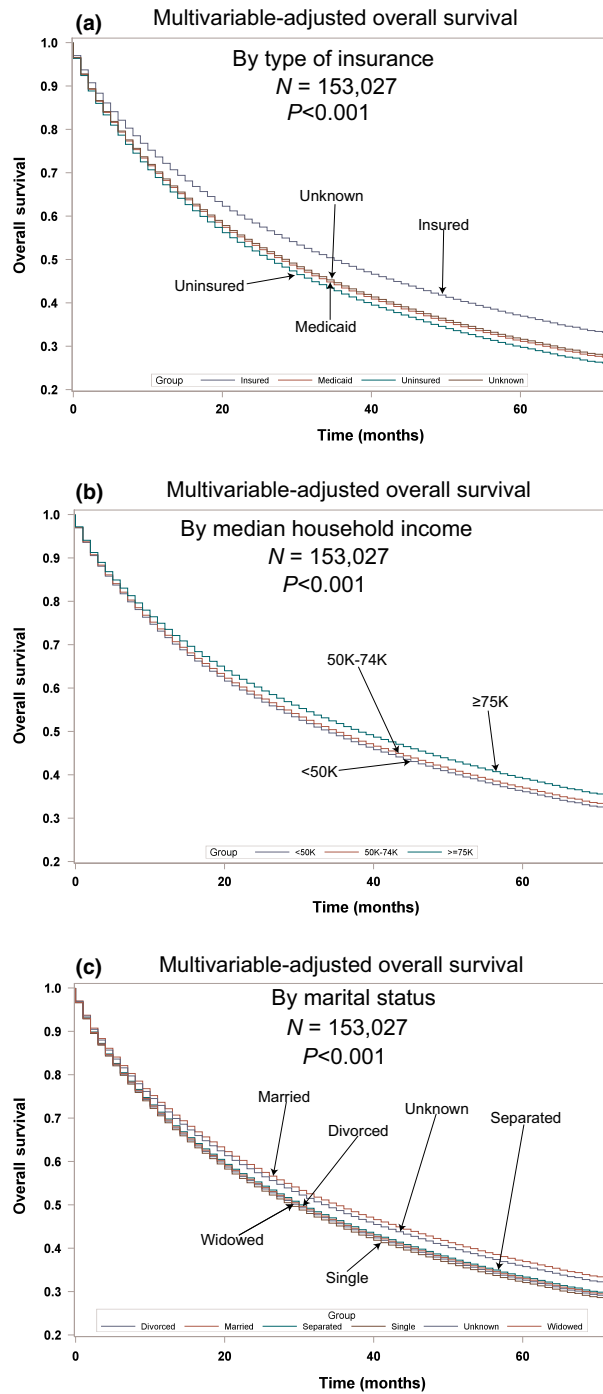 (a) Multivariable-adjusted overall survival
By type of insurance
N = 153,027
P<0.001
Overall survival
1.0
0.9
0.8
0.7
0.6
0.5
0.4
0.3
0.2
Unknown
Insured
Uninsured
Medicaid
Group Insured Medicaid Uninsured Unknown
0 20 40 60
Time (months)
(b) Multivariable-adjusted overall survival
By median household income
N = 153,027
P<0.001
Overall survival
1.0
0.9
0.8
0.7
0.6
0.5
0.4
0.3
0.2
50K-74K
≥75K
<50K
Group <50K 50K-74K >=75K
0 20 40 60
Time (months)
(c) Multivariable-adjusted overall survival
By marital status
N = 153,027
P<0.001
Overall survival
1.0
0.9
0.8
0.7
0.6
0.5
0.4
0.3
0.2
Married
Unknown
Divorced
Separated
Widowed
Single
Group
Divorced Married Separated Single Unknown Widowed
0 20 40 60
Time (months)